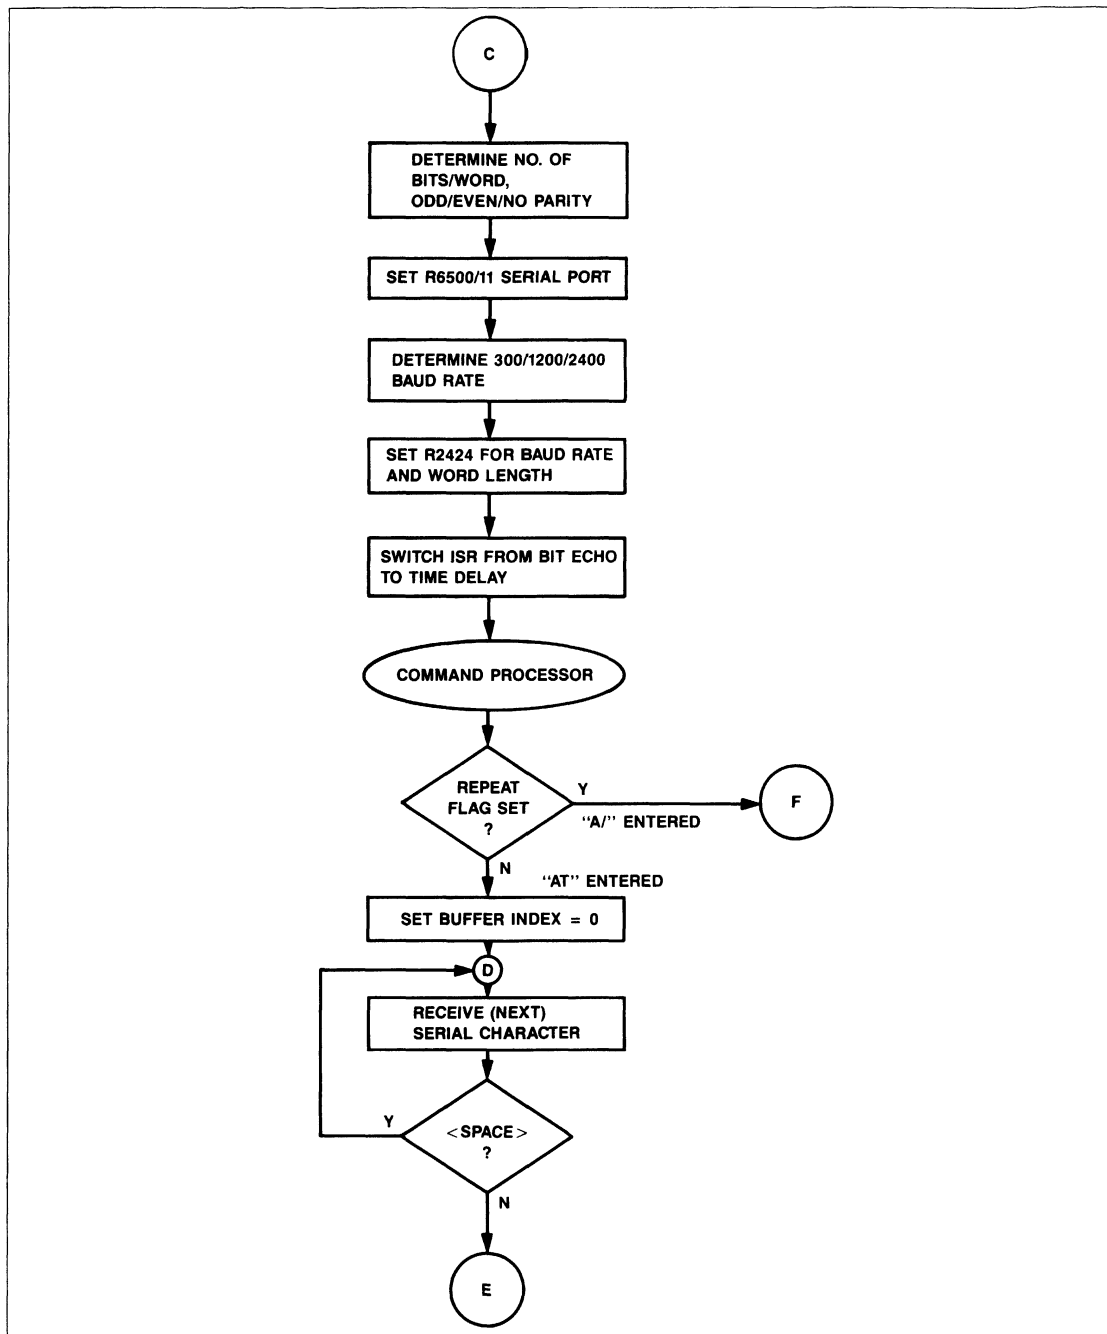 C
DETERMINE NO. OF
BITS/WORD,
ODD/EVEN/NO PARITY
SET R6500/11 SERIAL PORT
DETERMINE 300/1200/2400
BAUD RATE
SET R2424 FOR BAUD RATE
AND WORD LENGTH
SWITCH ISR FROM BIT ECHO
TO TIME DELAY
COMMAND PROCESSOR
REPEAT
FLAG SET
?
Y
"A/" ENTERED
F
N
"AT" ENTERED
SET BUFFER INDEX = 0
D
RECEIVE (NEXT)
SERIAL CHARACTER
Y
<SPACE>
?
N
E